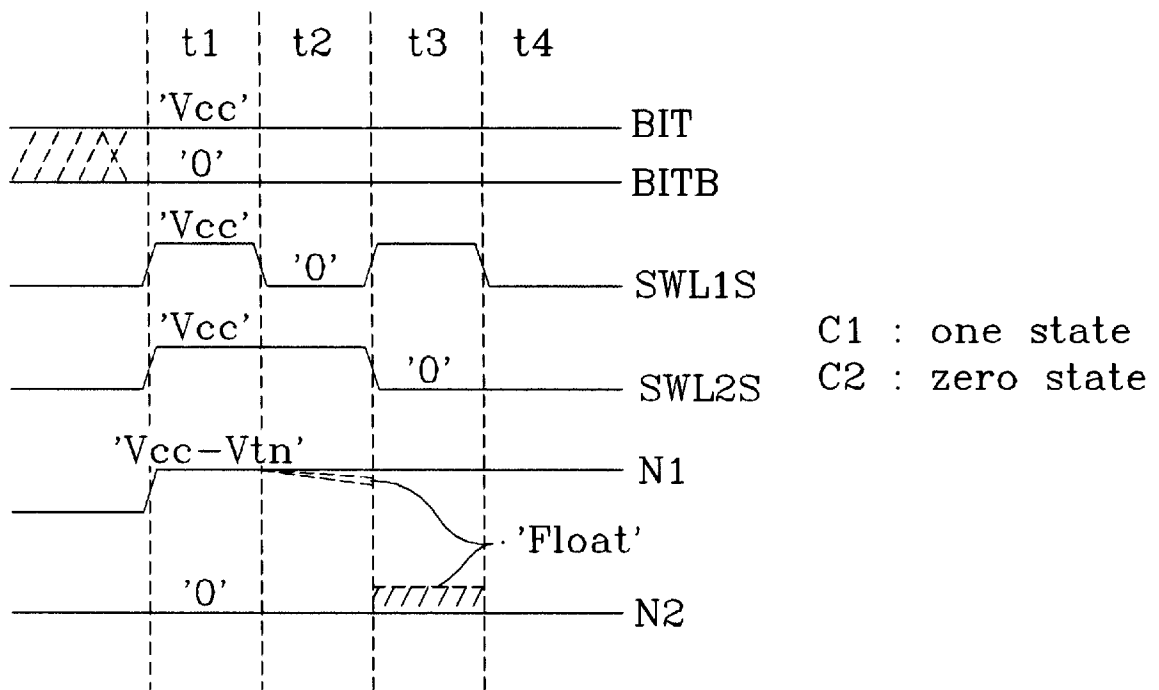 t1 t2 t3 t4
'Vcc'
BIT
'0'
BITB
'Vcc'
'0'
SWL1S
'Vcc'
'0'
SWL2S
C1 : one state
C2 : zero state
'Vcc-Vtn'
N1
'Float'
'0'
N2